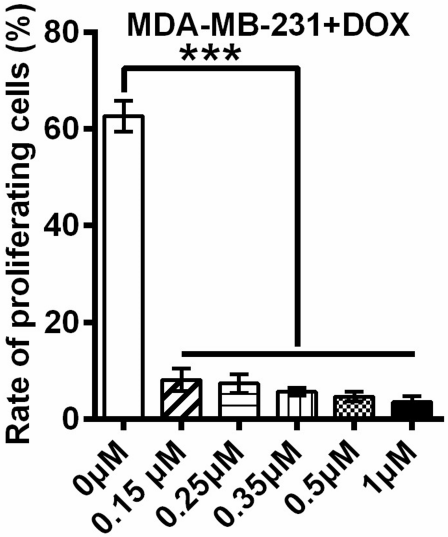 MDA-MB-231+DOX
***
Rate of proliferating cells (%)
80
60
40
20
0
0μM
0.15 μM
0.25μM
0.35μM
0.5μM
1μM